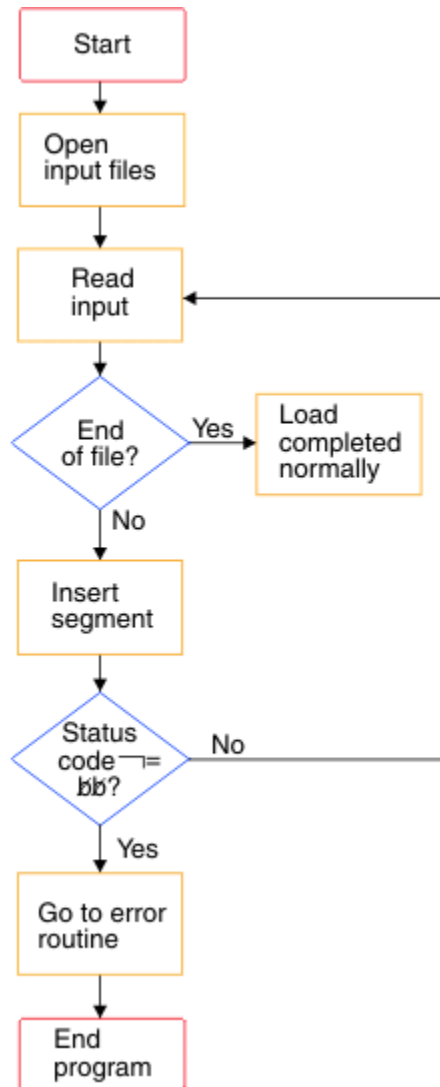 Start
Open
input files
Read
input
End
of file?
Yes
Load
completed
normally
No
Insert
segment
Status
code ¬=
b̸b̸?
No
Yes
Go to error
routine
End
program